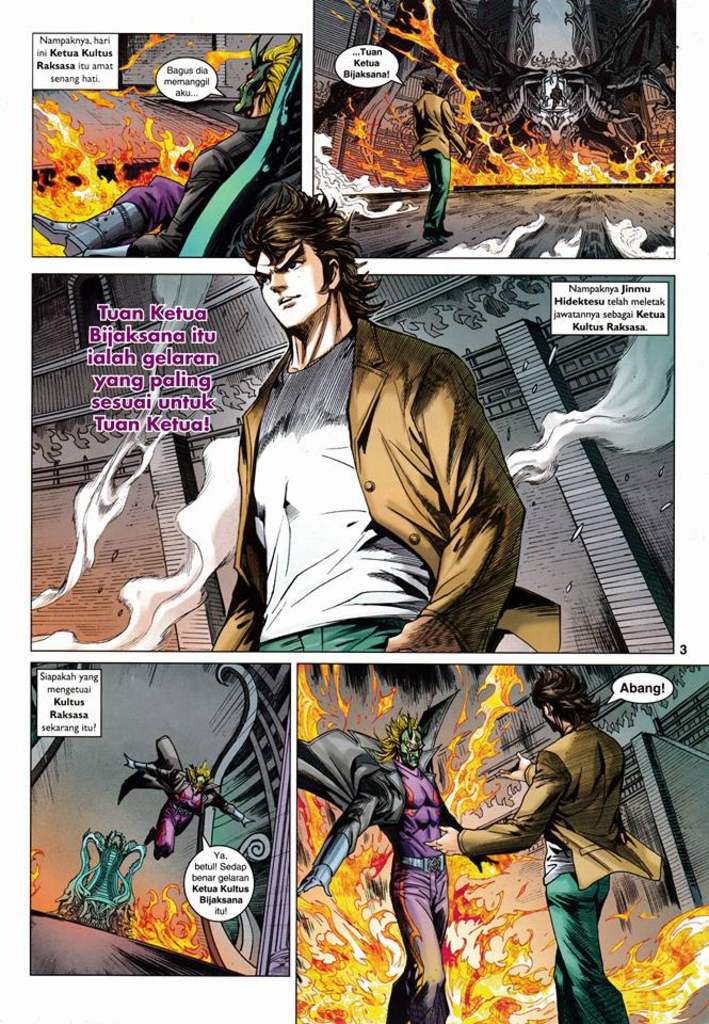 Nampaknya, hari
ini Ketua Kultus
Raksasa itu amat
senang hati.
Bagus dia
memanggil
aku...
...Tuan
Ketua
Bijaksana!
Tuan Ketua
Bijaksana itu
ialah gelaran
yang paling
sesuai untuk
Tuan Ketua!
Nampaknya Jinmu
Hidektesu telah meletak
jawatannya sebagai Ketua
Kultus Raksasa.
3
Siapakah yang
mengetuai
Kultus
Raksasa
sekarang itu?
Ya,
betul! Sedap
benar gelaran
Ketua Kultus
Bijaksana
itu!
Abang!